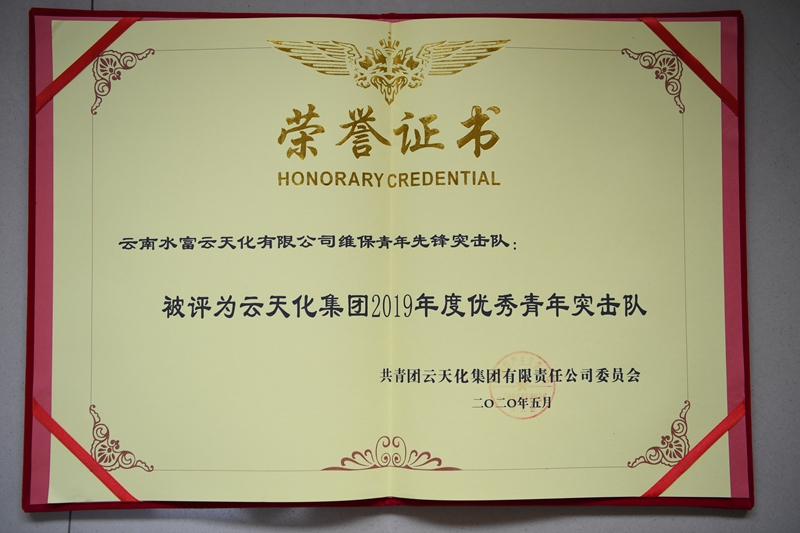 荣誉证书
HONORARY CREDENTIAL
云南水富云天化有限公司维保青年先锋突击队：
被评为云天化集团2019年度优秀青年突击队
共青团云天化集团有限责任公司委员会
二〇二〇年五月